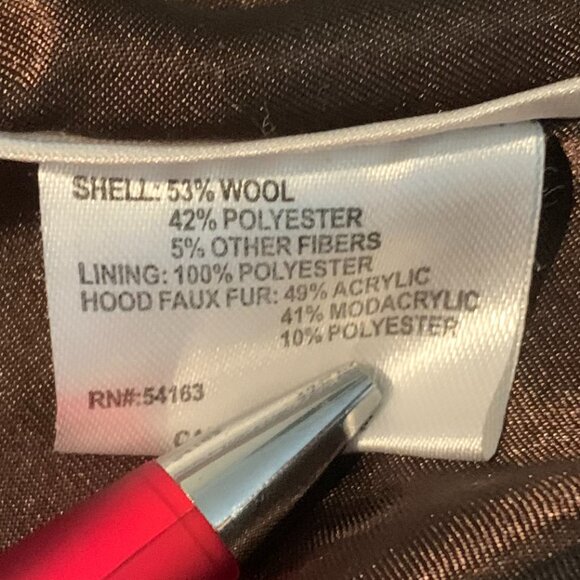 SHELL: 53% WOOL
42% POLYESTER
5% OTHER FIBERS
LINING: 100% POLYESTER
HOOD FAUX FUR: 49% ACRYLIC
41% MODACRYLIC
10% POLYESTER
RN#:54163